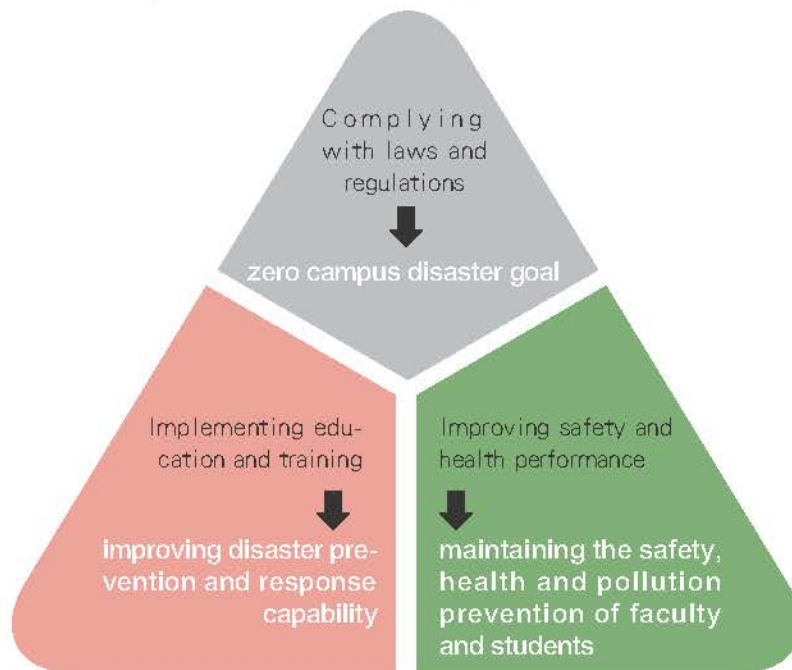 Complying
with laws and
regulations
zero campus disaster goal
Implementing edu-
cation and training
improving disaster pre-
vention and response
capability
Improving safety and
health performance
maintaining the safety,
health and pollution
prevention of faculty
and students